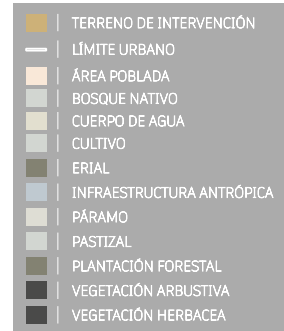 TERRENO DE INTERVENCIÓN
LÍMITE URBANO
ÁREA POBLADA
BOSQUE NATIVO
CUERPO DE AGUA
CULTIVO
ERIAL
INFRAESTRUCTURA ANTRÓPICA
PÁRAMO
PASTIZAL
PLANTACIÓN FORESTAL
VEGETACIÓN ARBUSTIVA
VEGETACIÓN HERBACEA